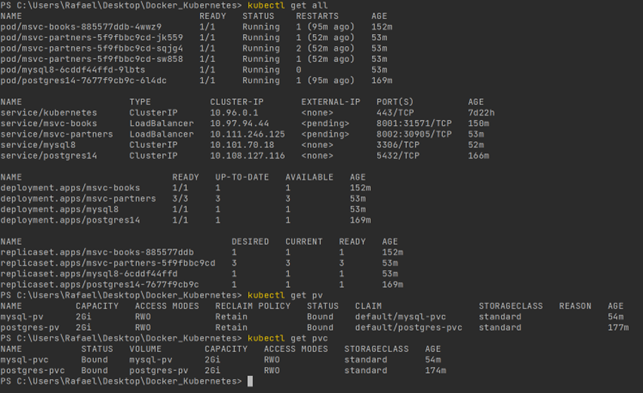 PS C:\Users\Rafael\Desktop\Docker_Kubernetes> kubectl get all
NAME READY STATUS RESTARTS AGE
pod/msvc-books-885577ddb-4wwz9 1/1 Running 1 (95m ago) 152m
pod/msvc-partners-5f9fbbc9cd-jk559 1/1 Running 1 (52m ago) 53m
pod/msvc-partners-5f9fbbc9cd-sqjg4 1/1 Running 2 (52m ago) 53m
pod/msvc-partners-5f9fbbc9cd-sw858 1/1 Running 1 (52m ago) 53m
pod/mysql8-6cddf44ffd-9lbts 1/1 Running 0 53m
pod/postgres14-7677f9cb9c-6l4dc 1/1 Running 1 (95m ago) 169m
NAME TYPE CLUSTER-IP EXTERNAL-IP PORT(S) AGE
service/kubernetes ClusterIP 10.96.0.1 <none> 443/TCP 7d22h
service/msvc-books LoadBalancer 10.97.94.44 <pending> 8001:31571/TCP 150m
service/msvc-partners LoadBalancer 10.111.246.125 <pending> 8002:30905/TCP 53m
service/mysql8 ClusterIP 10.101.70.18 <none> 3306/TCP 52m
service/postgres14 ClusterIP 10.108.127.116 <none> 5432/TCP 166m
NAME READY UP-TO-DATE AVAILABLE AGE
deployment.apps/msvc-books 1/1 1 1 152m
deployment.apps/msvc-partners 3/3 3 3 53m
deployment.apps/mysql8 1/1 1 1 53m
deployment.apps/postgres14 1/1 1 1 169m
NAME DESIRED CURRENT READY AGE
replicaset.apps/msvc-books-885577ddb 1 1 1 152m
replicaset.apps/msvc-partners-5f9fbbc9cd 3 3 3 53m
replicaset.apps/mysql8-6cddf44ffd 1 1 1 53m
replicaset.apps/postgres14-7677f9cb9c 1 1 1 169m
PS C:\Users\Rafael\Desktop\Docker_Kubernetes> kubectl get pv
NAME CAPACITY ACCESS MODES RECLAIM POLICY STATUS CLAIM STORAGECLASS REASON AGE
mysql-pv 2Gi RWO Retain Bound default/mysql-pvc standard 54m
postgres-pv 2Gi RWO Retain Bound default/postgres-pvc standard 177m
PS C:\Users\Rafael\Desktop\Docker_Kubernetes> kubectl get pvc
NAME STATUS VOLUME CAPACITY ACCESS MODES STORAGECLASS AGE
mysql-pvc Bound mysql-pv 2Gi RWO standard 54m
postgres-pvc Bound postgres-pv 2Gi RWO standard 174m
PS C:\Users\Rafael\Desktop\Docker_Kubernetes>